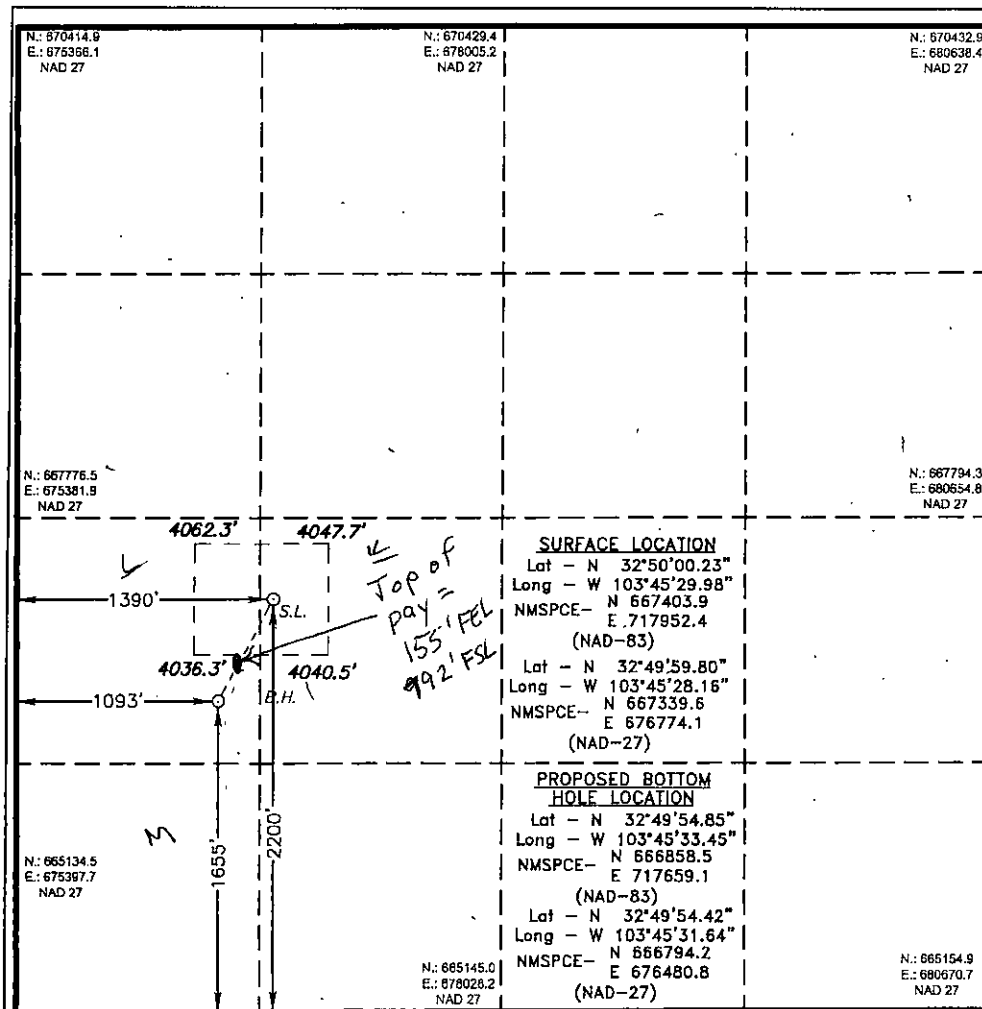 N.: 670414.9
E.: 675366.1
NAD 27
N.: 670429.4
E.: 678005.2
NAD 27
N.: 670432.9
E.: 680638.4
NAD 27
N.: 667776.5
E.: 675381.9
NAD 27
N.: 667794.3
E.: 680654.8
NAD 27
4062.3' 4047.7'
L
1390'
S.L.
Top of
pay =
155' FEL
992' FSL
4036.3' 4040.5'
1093'
B.H.
SURFACE LOCATION
Lat - N 32°50'00.23"
Long - W 103°45'29.98"
NMSPCE- N 667403.9
E 717952.4
(NAD-83)
Lat - N 32°49'59.80"
Long - W 103°45'28.16"
NMSPCE- N 667339.6
E 676774.1
(NAD-27)
PROPOSED BOTTOM
HOLE LOCATION
Lat - N 32°49'54.85"
Long - W 103°45'33.45"
NMSPCE- N 666858.5
E 717659.1
(NAD-83)
Lat - N 32°49'54.42"
Long - W 103°45'31.64"
NMSPCE- N 666794.2
E 676480.8
(NAD-27)
M
1655'
2200'
N.: 665134.5
E.: 675397.7
NAD 27
N.: 665145.0
E.: 678026.2
NAD 27
N.: 665154.9
E.: 680670.7
NAD 27